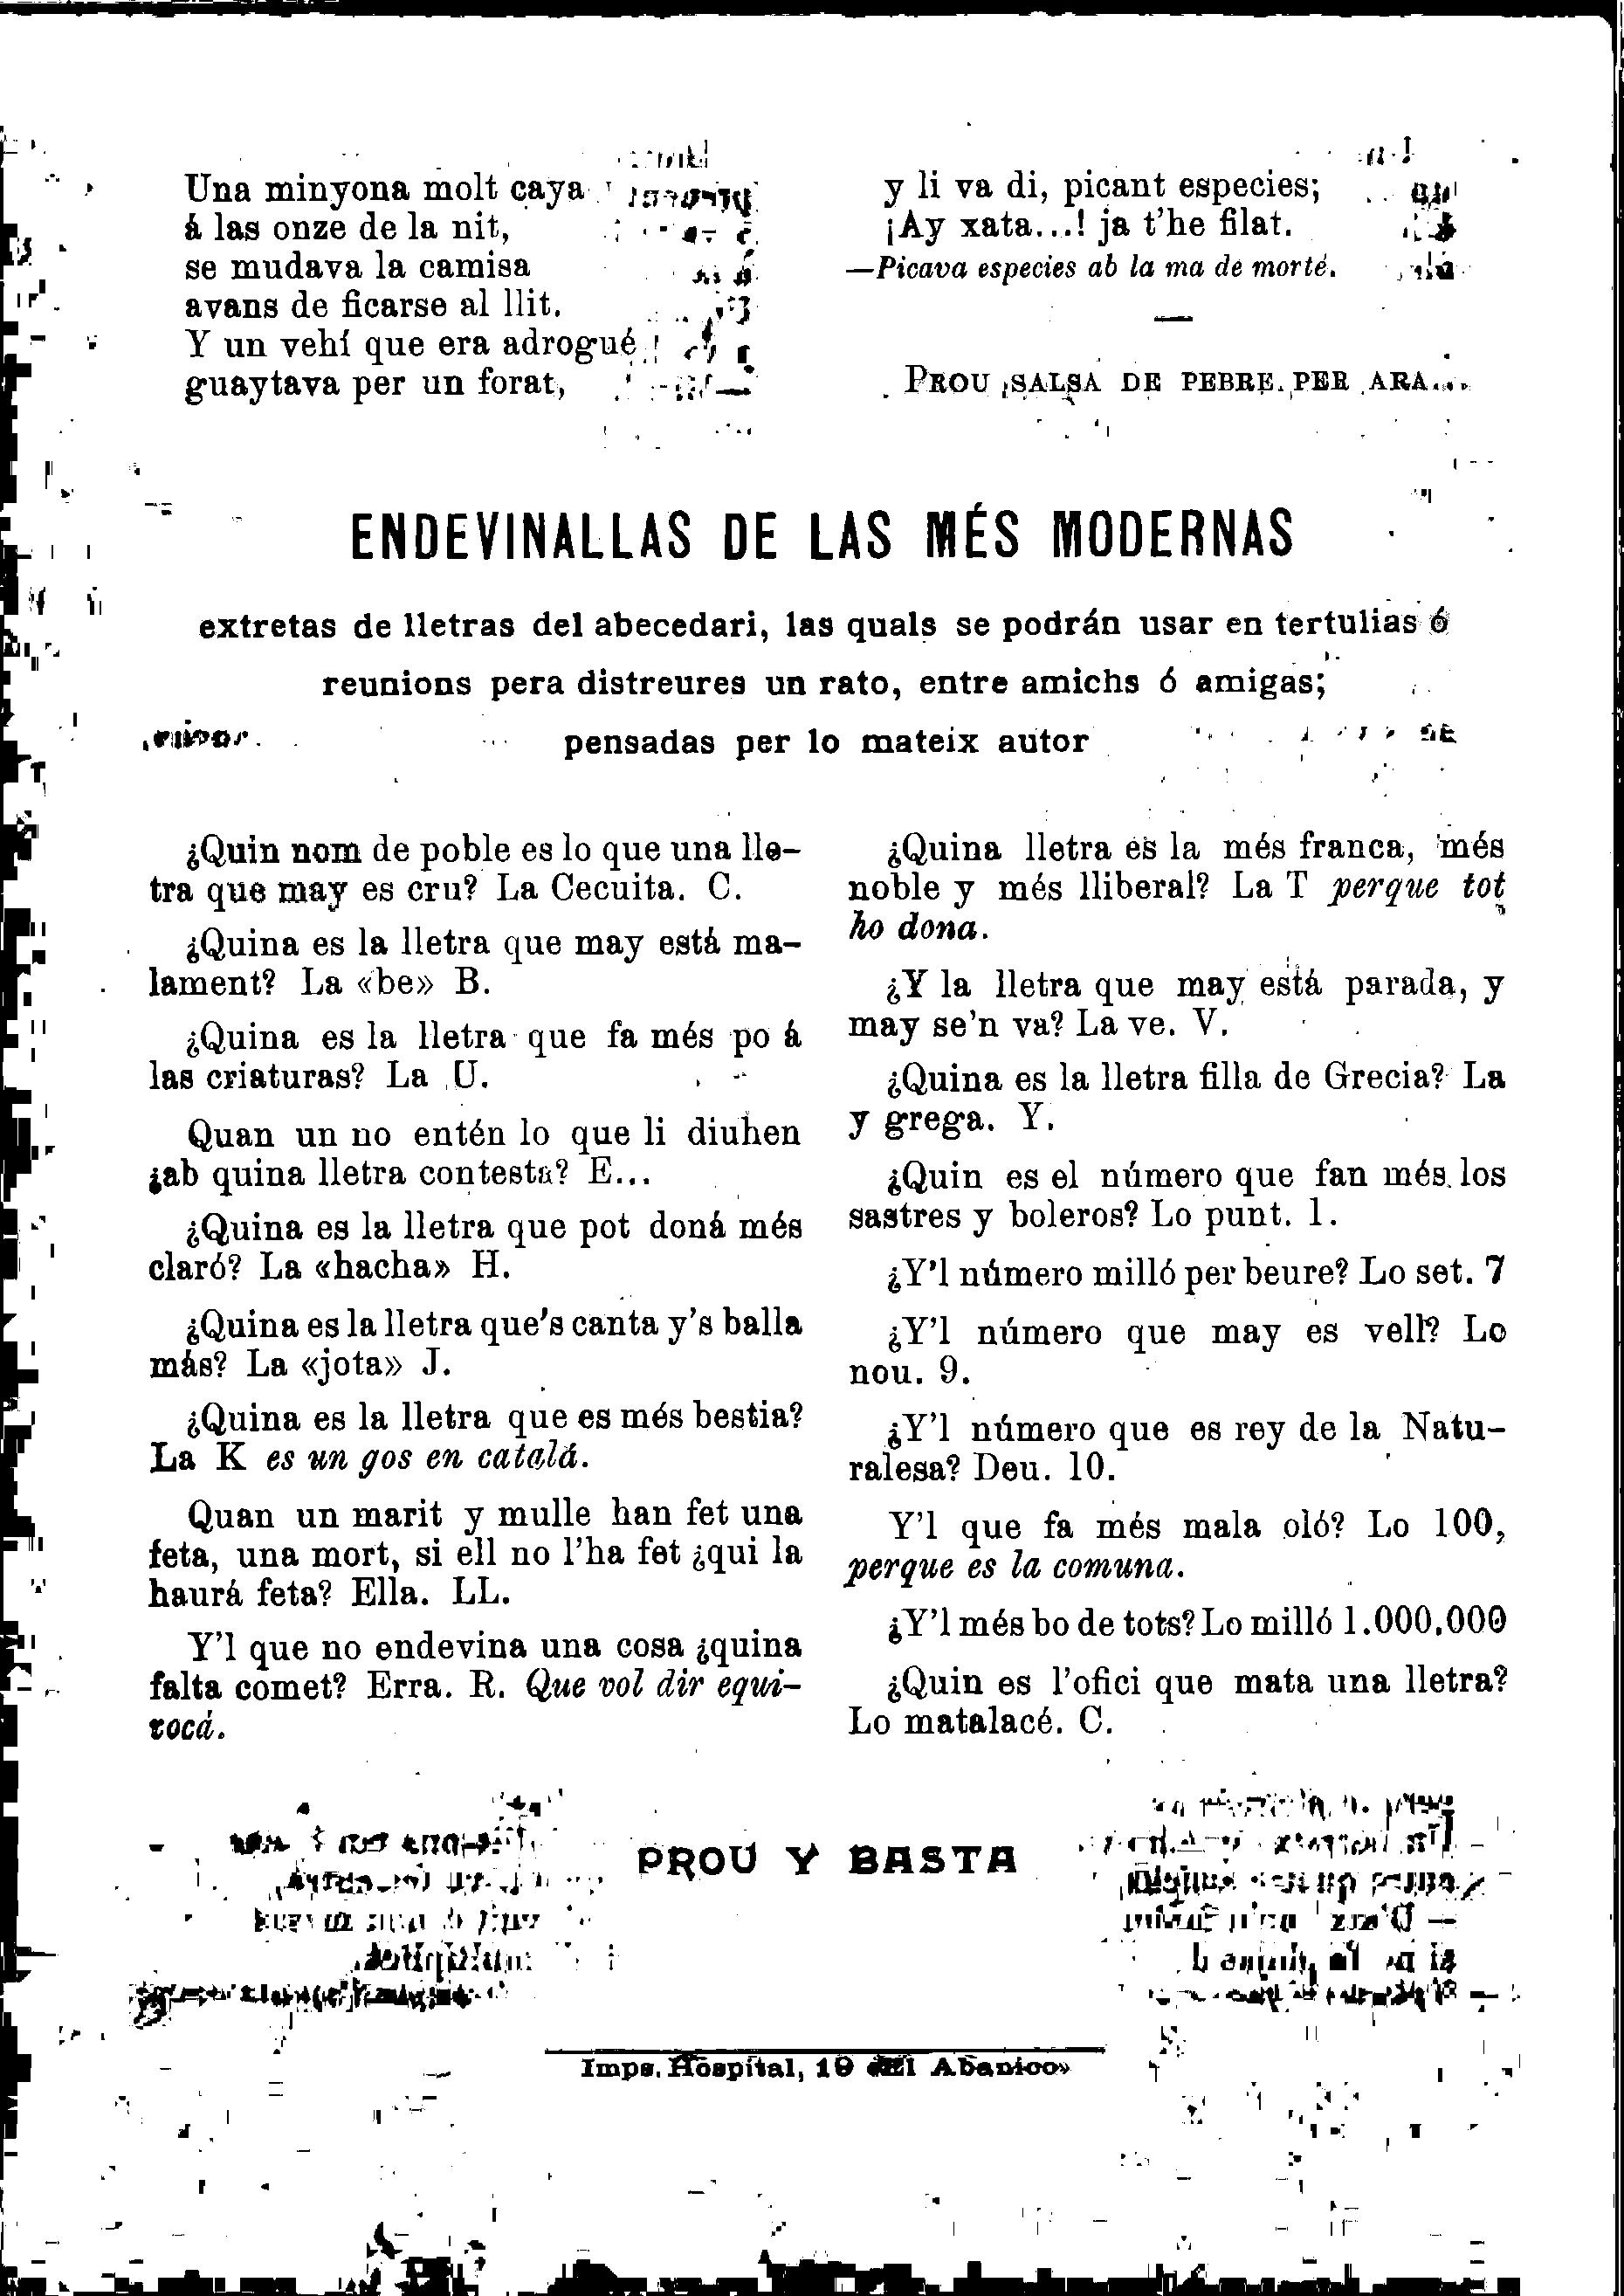 Una minyona molt caya
á las onze de la nit,
se mudava la camisa
avans de ficarse al llit.
Y un vehí que era adrogué
guaytava per un forat,
y li va di, picant especies;
¡Ay xata...! ja t'he filat.
—Picava especies ab la ma de morté.
PROU SALSA DE PEBRE PER ARA....
ENDEVINALLAS DE LAS MÉS MODERNAS
extretas de lletras del abecedari, las quals se podrán usar en tertulias ó
reunions pera distreures un rato, entre amichs ó amigas;
pensadas per lo mateix autor
¿Quin nom de poble es lo que una lle-
tra que may es cru? La Cecuita. C.
¿Quina es la lletra que may está ma-
lament? La «be» B.
¿Quina es la lletra que fa més po á
las criaturas? La U.
Quan un no entén lo que li diuhen
¿ab quina lletra contesta? E...
¿Quina es la lletra que pot doná més
claró? La «hacha» H.
¿Quina es la lletra que's canta y's balla
más? La «jota» J.
¿Quina es la lletra que es més bestia?
La K es un gos en catalá.
Quan un marit y mulle han fet una
feta, una mort, si ell no l'ha fet ¿qui la
haurá feta? Ella. LL.
Y'l que no endevina una cosa ¿quina
falta comet? Erra. R. Que vol dir equi-
vocá.
¿Quina lletra es la més franca, més
noble y més lliberal? La T perque tot
ho dona.
¿Y la lletra que may está parada, y
may se'n va? La ve. V.
¿Quina es la lletra filla de Grecia? La
y grega. Y.
¿Quin es el número que fan més los
sastres y boleros? Lo punt. 1.
¿Y'l número milló per beure? Lo set. 7
¿Y'l número que may es vell? Lo
nou. 9.
¿Y'l número que es rey de la Natu-
ralesa? Deu. 10.
Y'l que fa més mala oló? Lo 100,
perque es la comuna.
¿Y'l més bo de tots? Lo milló 1.000.000
¿Quin es l'ofici que mata una lletra?
Lo matalacé. C.
PROU Y BASTA
Imps. Hospital, 19 «El Abanico»